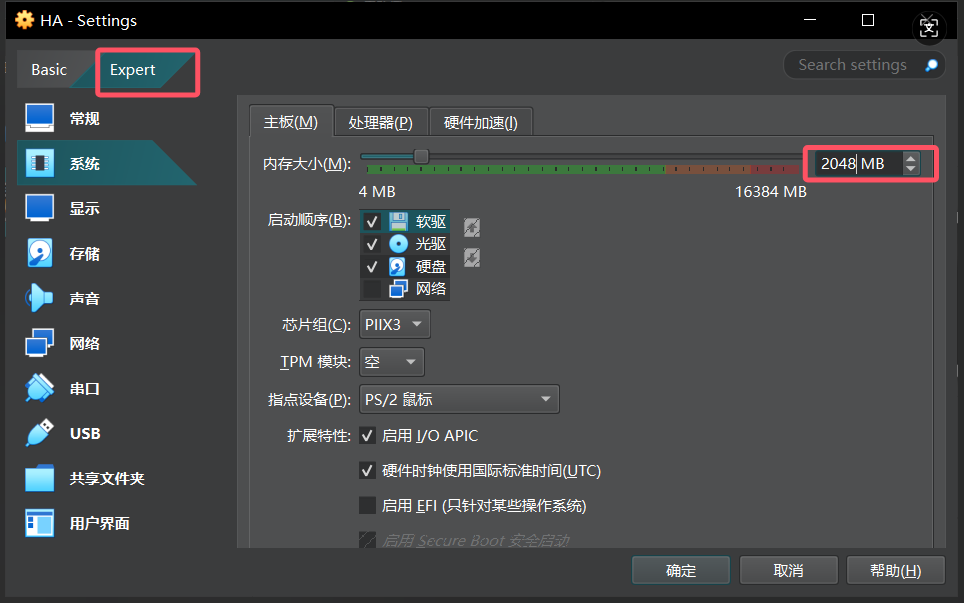 HA - Settings
Basic
Expert
Search settings
常规
系统
显示
存储
声音
网络
串口
USB
共享文件夹
用户界面
主板(M)
处理器(P)
硬件加速(I)
内存大小(M):
2048 MB
4 MB
16384 MB
启动顺序(B):
软驱
光驱
硬盘
网络
芯片组(C):
PIIX3
TPM 模块:
空
指点设备(P):
PS/2 鼠标
扩展特性:
启用 I/O APIC
硬件时钟使用国际标准时间(UTC)
启用 EFI (只针对某些操作系统)
启用 Secure Boot 安全启动
确定
取消
帮助(H)